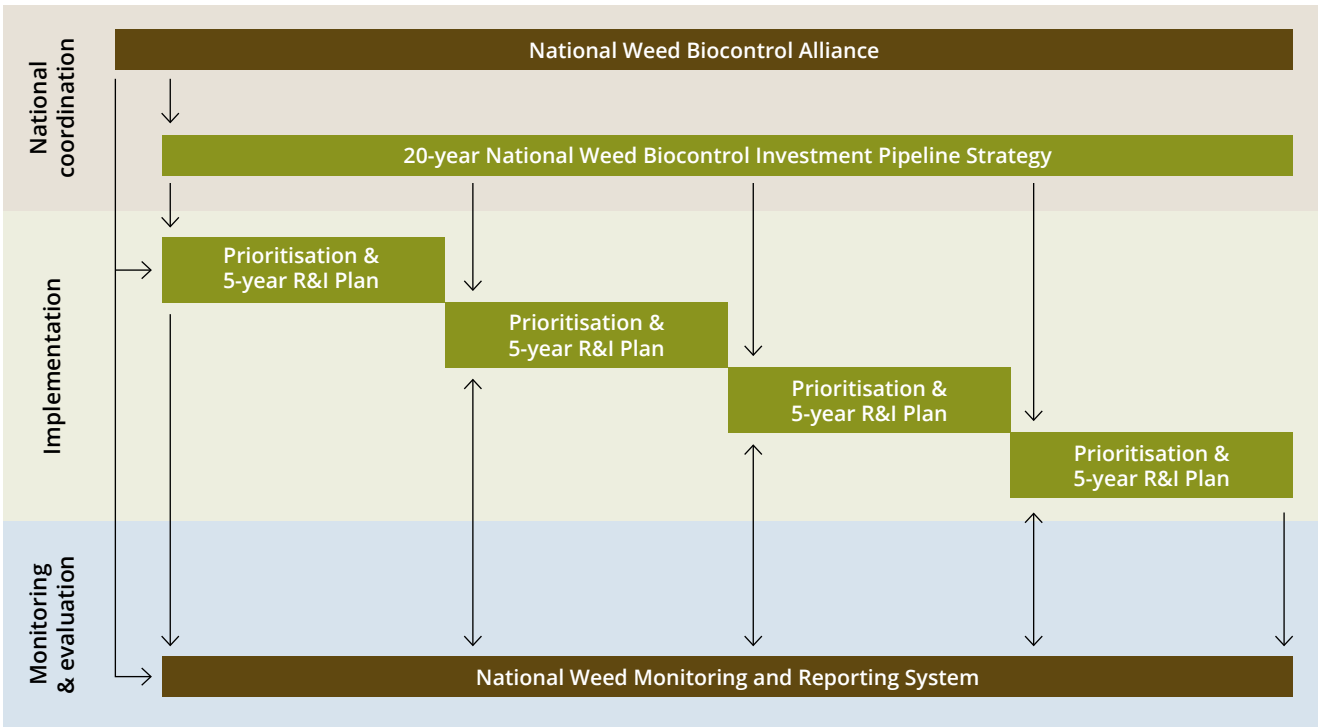 National
coordination
National Weed Biocontrol Alliance
20-year National Weed Biocontrol Investment Pipeline Strategy
Implementation
Prioritisation &
5-year R&I Plan
Prioritisation &
5-year R&I Plan
Prioritisation &
5-year R&I Plan
Prioritisation &
5-year R&I Plan
Monitoring
& evaluation
National Weed Monitoring and Reporting System